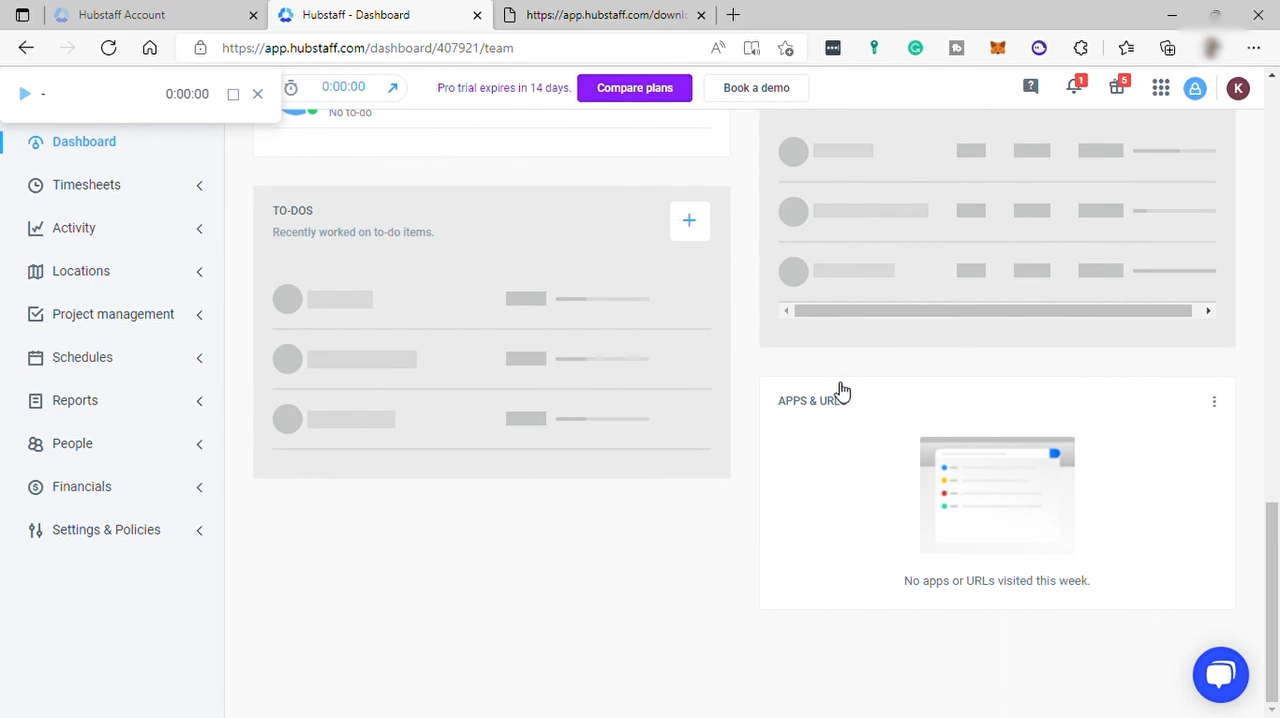 Hubstaff Account
Hubstaff - Dashboard
https://app.hubstaff.com/downl
https://app.hubstaff.com/dashboard/407921/team
-
0:00:00
0:00:00
Pro trial expires in 14 days.
Compare plans
Book a demo
1
5
K
No to-do
Dashboard
Timesheets
Activity
Locations
Project management
Schedules
Reports
People
Financials
Settings & Policies
TO-DOS
Recently worked on to-do items.
APPS & URL
No apps or URLs visited this week.